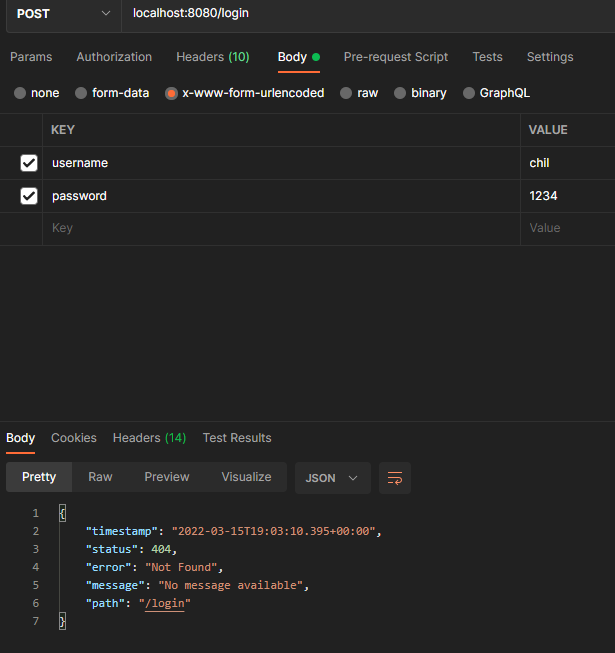 POST localhost:8080/login
Params Authorization Headers (10) Body Pre-request Script Tests Settings
none form-data x-www-form-urlencoded raw binary GraphQL
KEY VALUE
username chil
password 1234
Key Value
Body Cookies Headers (14) Test Results
Pretty Raw Preview Visualize JSON
1 {
2 "timestamp": "2022-03-15T19:03:10.395+00:00",
3 "status": 404,
4 "error": "Not Found",
5 "message": "No message available",
6 "path": "/login"
7 }